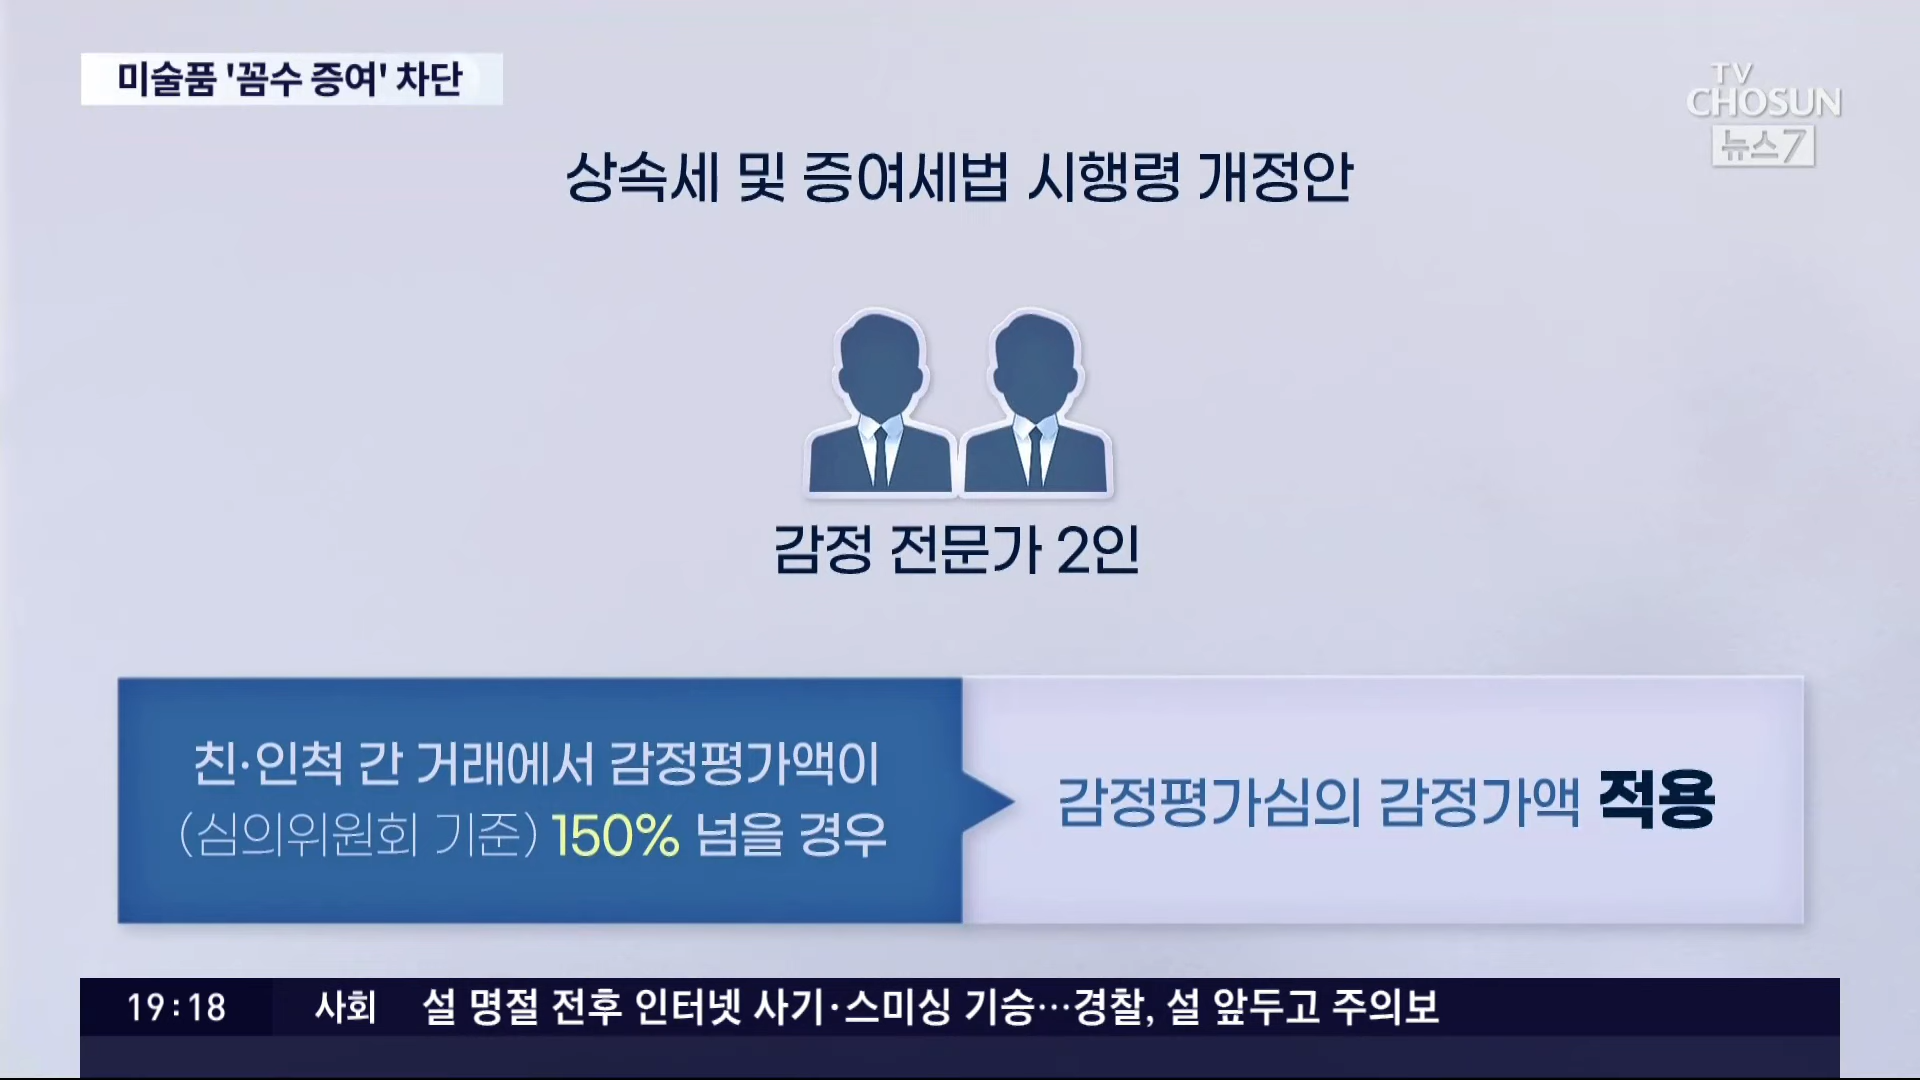 미술품 '꼼수 증여' 차단
TV
CHOSUN
뉴스7
상속세 및 증여세법 시행령 개정안
감정 전문가 2인
친·인척 간 거래에서 감정평가액이
(심의위원회 기준) 150% 넘을 경우
감정평가심의 감정가액 적용
19:18 사회 설 명절 전후 인터넷 사기·스미싱 기승…경찰, 설 앞두고 주의보